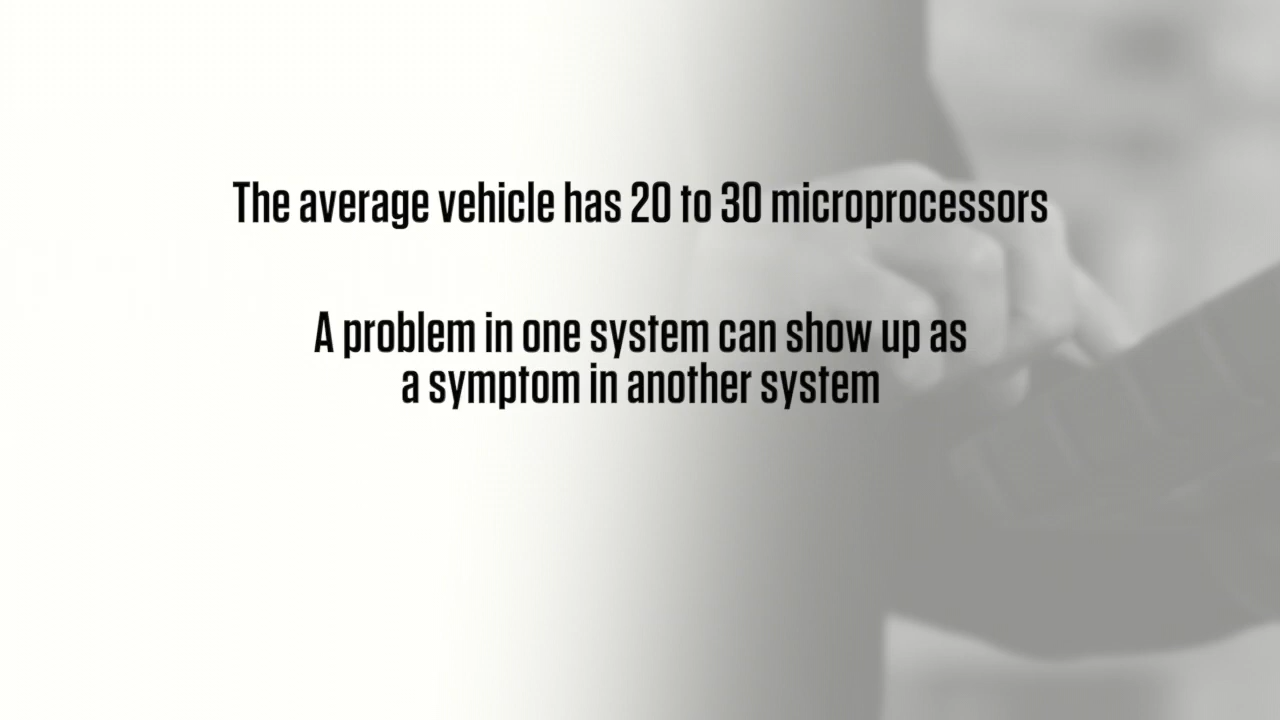 The average vehicle has 20 to 30 microprocessors
A problem in one system can show up as
a symptom in another system